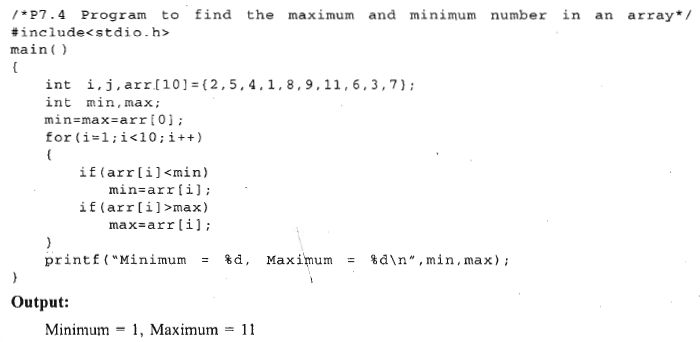 /*P7.4 Program to find the maximum and minimum number in an array*/
#include<stdio.h>
main()
{
int i,j,arr[10]={2,5,4,1,8,9,11,6,3,7};
int min,max;
min=max=arr[0];
for(i=1;i<10;i++)
{
if(arr[i]<min)
min=arr[i];
if(arr[i]>max)
max=arr[i];
}
printf("Minimum = %d, Maximum = %d\n",min,max);
}
Output:
Minimum = 1, Maximum = 11